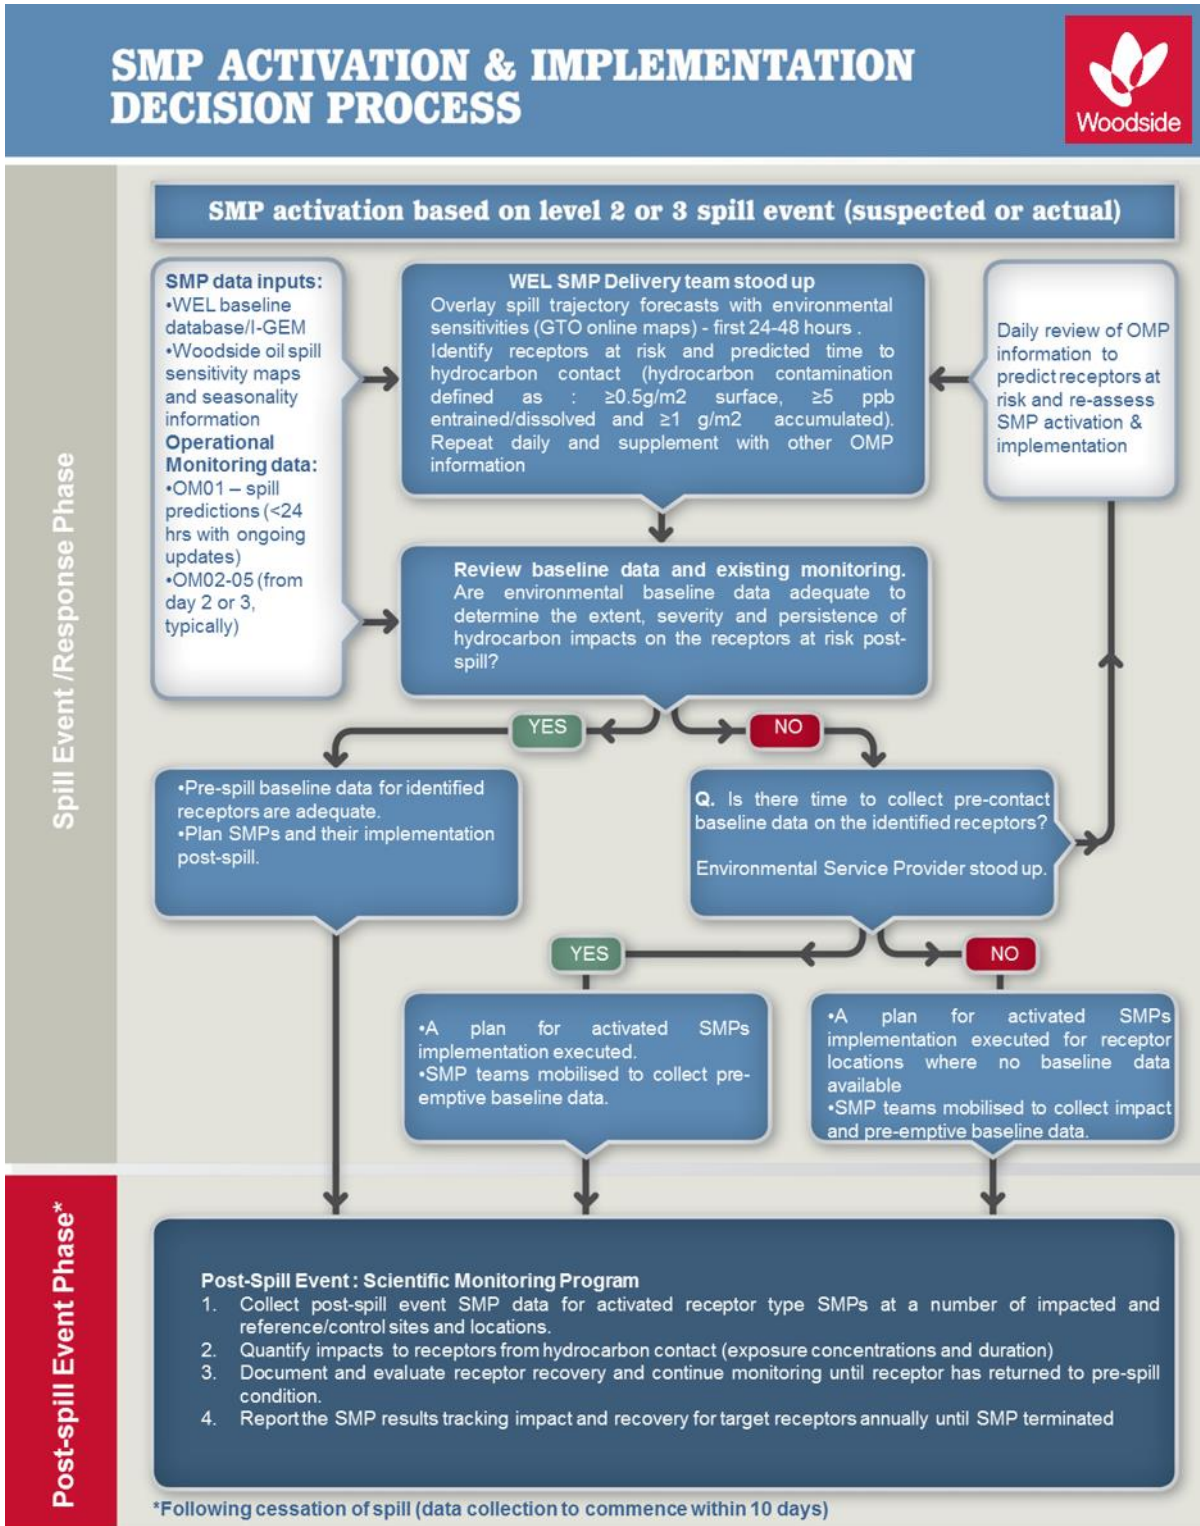 SMP ACTIVATION & IMPLEMENTATION
DECISION PROCESS
Woodside
SMP activation based on level 2 or 3 spill event (suspected or actual)
SMP data inputs:
•WEL baseline
database/I-GEM
•Woodside oil spill
sensitivity maps
and seasonality
information
Operational
Monitoring data:
•OM01 – spill
predictions (<24
hrs with ongoing
updates)
•OM02-05 (from
day 2 or 3,
typically)
WEL SMP Delivery team stood up
Overlay spill trajectory forecasts with environmental
sensitivities (GTO online maps) - first 24-48 hours .
Identify receptors at risk and predicted time to
hydrocarbon contact (hydrocarbon contamination
defined as : ≥0.5g/m2 surface, ≥5 ppb
entrained/dissolved and ≥1 g/m2 accumulated).
Repeat daily and supplement with other OMP
information
Daily review of OMP
information to
predict receptors at
risk and re-assess
SMP activation &
implementation
Review baseline data and existing monitoring.
Are environmental baseline data adequate to
determine the extent, severity and persistence of
hydrocarbon impacts on the receptors at risk post-
spill?
YES
NO
•Pre-spill baseline data for identified
receptors are adequate.
•Plan SMPs and their implementation
post-spill.
Q. Is there time to collect pre-contact
baseline data on the identified receptors?
Environmental Service Provider stood up.
YES
NO
•A plan for activated SMPs
implementation executed.
•SMP teams mobilised to collect pre-
emptive baseline data.
•A plan for activated SMPs
implementation executed for receptor
locations where no baseline data
available
•SMP teams mobilised to collect impact
and pre-emptive baseline data.
Spill Event /Response Phase
Post-spill Event Phase*
Post-Spill Event : Scientific Monitoring Program
1. Collect post-spill event SMP data for activated receptor type SMPs at a number of impacted and
reference/control sites and locations.
2. Quantify impacts to receptors from hydrocarbon contact (exposure concentrations and duration)
3. Document and evaluate receptor recovery and continue monitoring until receptor has returned to pre-spill
condition.
4. Report the SMP results tracking impact and recovery for target receptors annually until SMP terminated
*Following cessation of spill (data collection to commence within 10 days)